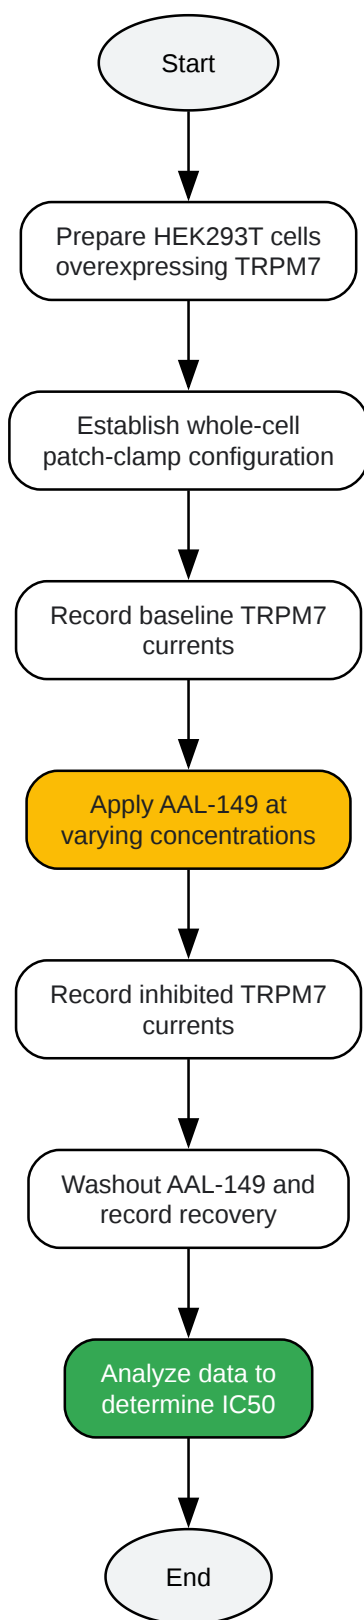 Start
Prepare HEK293T cells
overexpressing TRPM7
Establish whole-cell
patch-clamp configuration
Record baseline TRPM7
currents
Apply AAL-149 at
varying concentrations
Record inhibited TRPM7
currents
Washout AAL-149 and
record recovery
Analyze data to
determine IC50
End